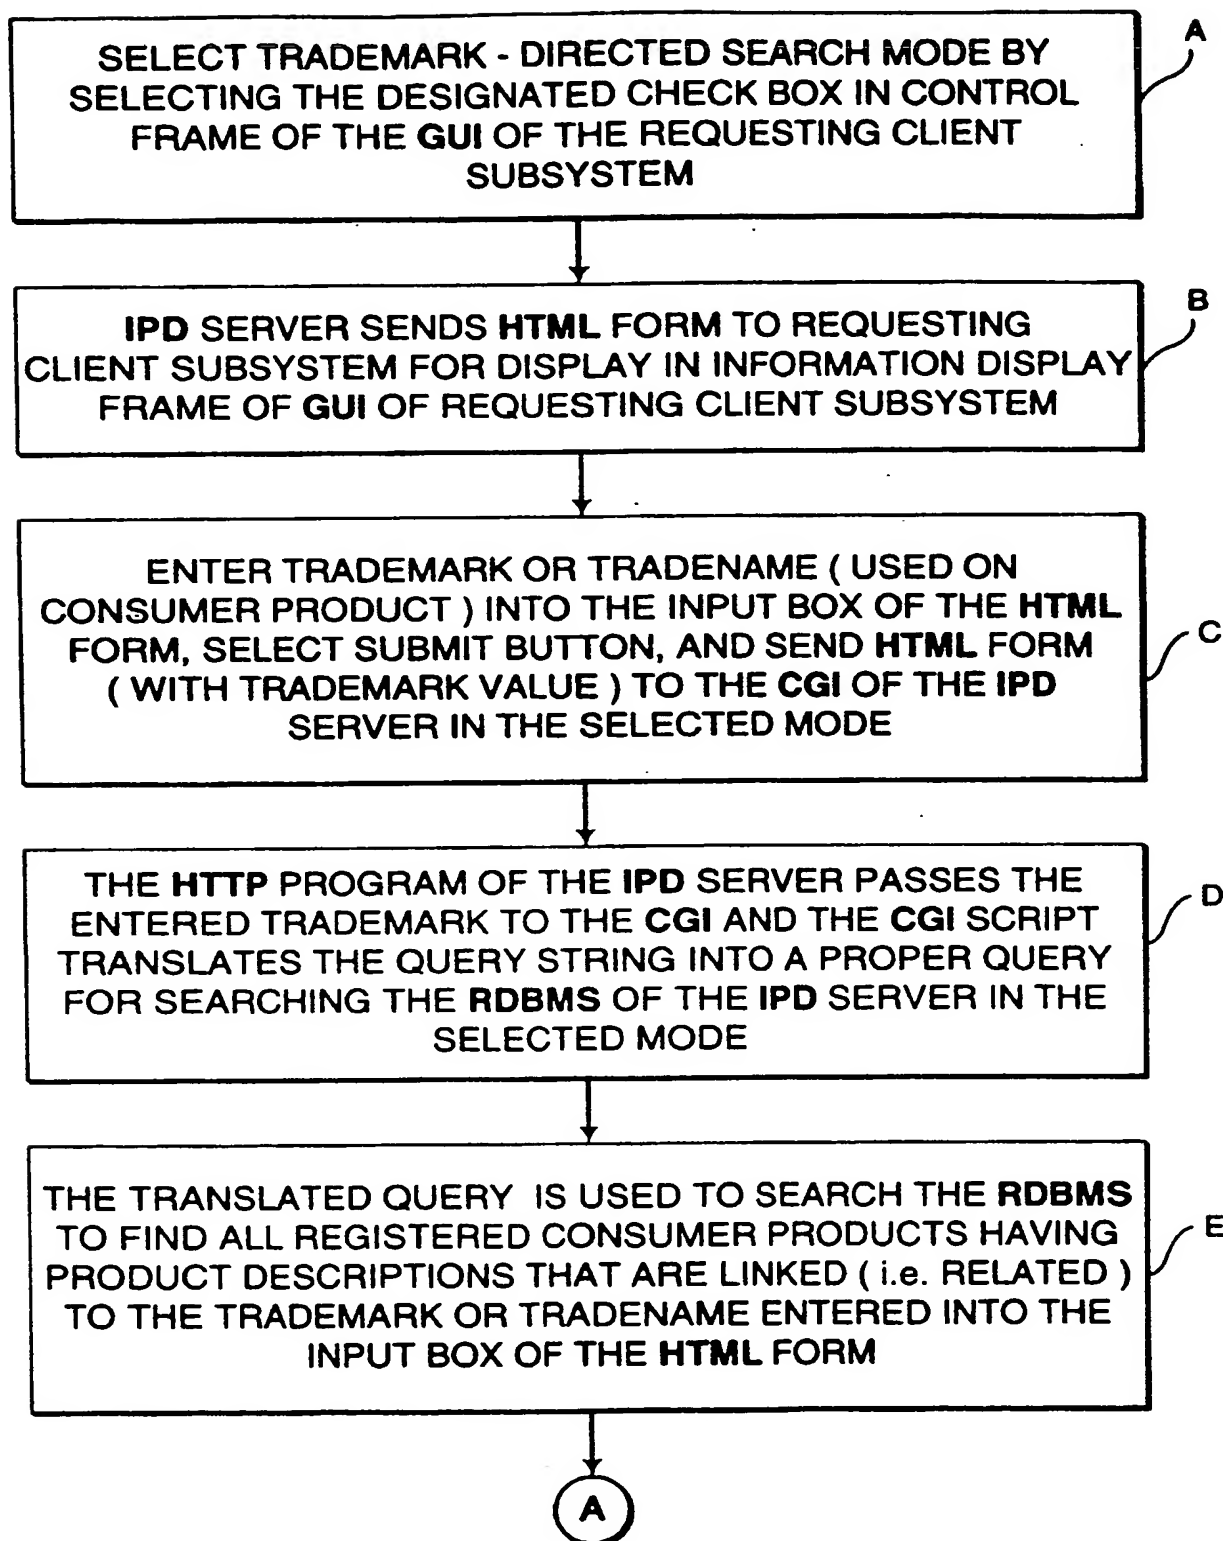 A
SELECT TRADEMARK - DIRECTED SEARCH MODE BY
SELECTING THE DESIGNATED CHECK BOX IN CONTROL
FRAME OF THE GUI OF THE REQUESTING CLIENT
SUBSYSTEM
B
IPD SERVER SENDS HTML FORM TO REQUESTING
CLIENT SUBSYSTEM FOR DISPLAY IN INFORMATION DISPLAY
FRAME OF GUI OF REQUESTING CLIENT SUBSYSTEM
C
ENTER TRADEMARK OR TRADENAME ( USED ON
CONSUMER PRODUCT ) INTO THE INPUT BOX OF THE HTML
FORM, SELECT SUBMIT BUTTON, AND SEND HTML FORM
( WITH TRADEMARK VALUE ) TO THE CGI OF THE IPD
SERVER IN THE SELECTED MODE
D
THE HTTP PROGRAM OF THE IPD SERVER PASSES THE
ENTERED TRADEMARK TO THE CGI AND THE CGI SCRIPT
TRANSLATES THE QUERY STRING INTO A PROPER QUERY
FOR SEARCHING THE RDBMS OF THE IPD SERVER IN THE
SELECTED MODE
E
THE TRANSLATED QUERY IS USED TO SEARCH THE RDBMS
TO FIND ALL REGISTERED CONSUMER PRODUCTS HAVING
PRODUCT DESCRIPTIONS THAT ARE LINKED ( i.e. RELATED )
TO THE TRADEMARK OR TRADENAME ENTERED INTO THE
INPUT BOX OF THE HTML FORM
A